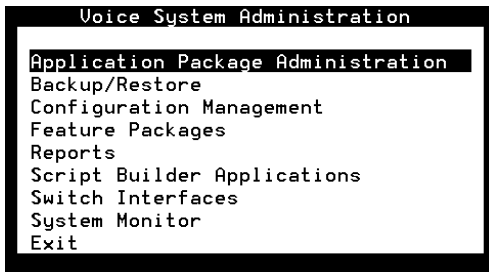 Voice System Administration
Application Package Administration
Backup/Restore
Configuration Management
Feature Packages
Reports
Script Builder Applications
Switch Interfaces
System Monitor
Exit